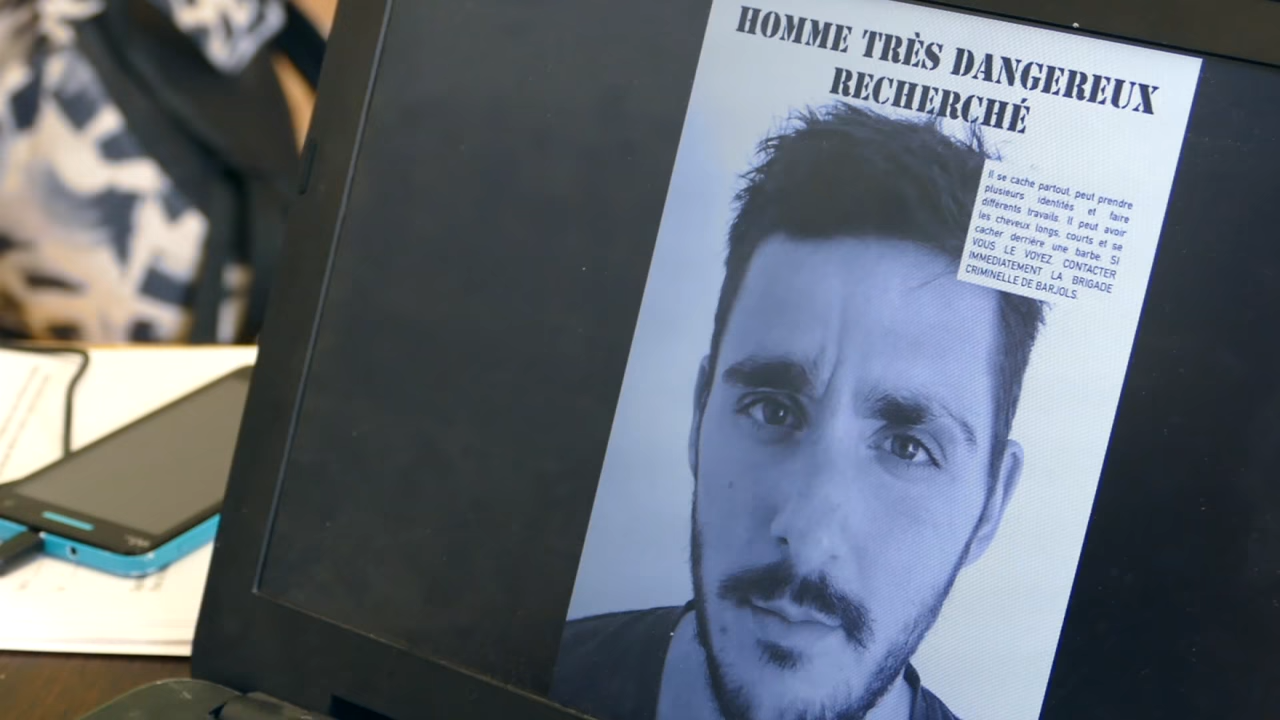 HOMME TRÈS DANGEREUX
RECHERCHÉ
Il se cache partout, peut prendre
plusieurs identités et faire
différents travails. Il peut avoir
les cheveux longs, courts et se
cacher derrière une barbe. SI
VOUS LE VOYEZ, CONTACTER
IMMEDIATEMENT LA BRIGADE
CRIMINELLE DE BARJOLS.